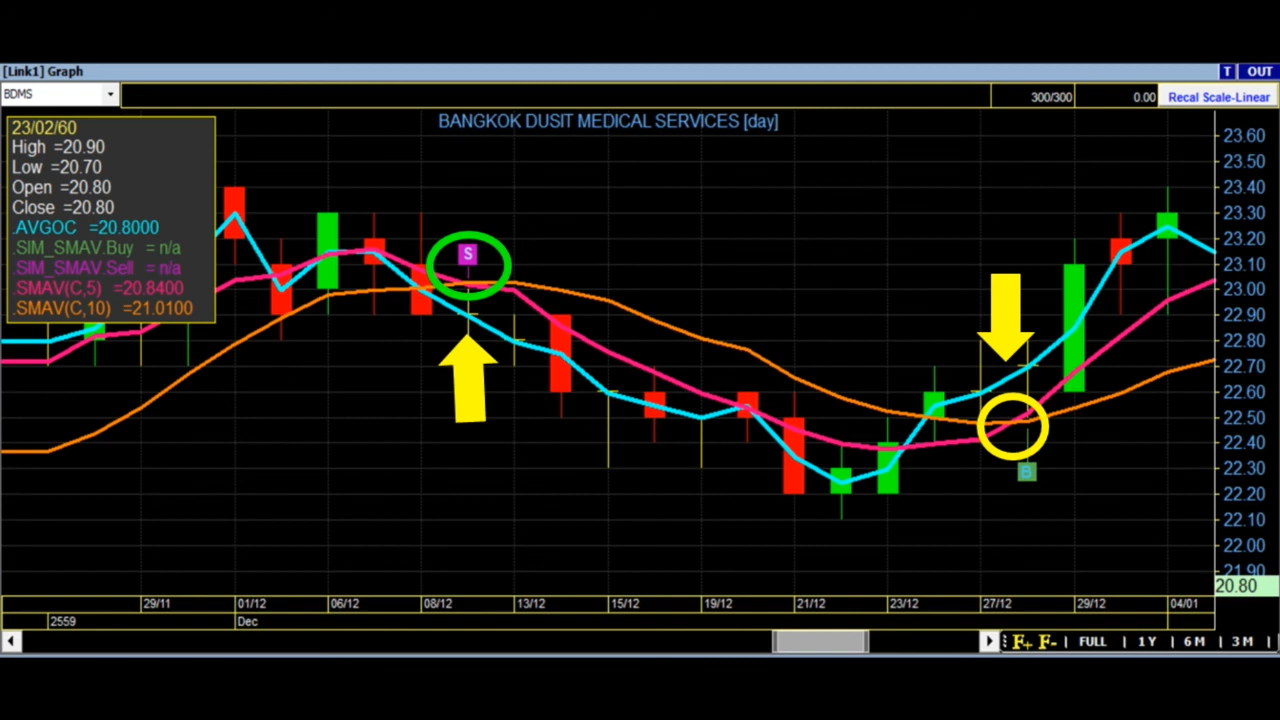 [Link1] Graph T OUT
BDMS 300/300 0.00 Recal Scale-Linear
BANGKOK DUSIT MEDICAL SERVICES [day]
23/02/60
High =20.90
Low =20.70
Open =20.80
Close =20.80
.AVGOC =20.8000
.SIM_SMAV.Buy = n/a
.SIM_SMAV.Sell = n/a
.SMAV(C,5) =20.8400
.SMAV(C,10) =21.0100
S
B
23.60
23.50
23.40
23.30
23.20
23.10
23.00
22.90
22.80
22.70
22.60
22.50
22.40
22.30
22.20
22.10
22.00
21.90
20.80
29/11 01/12 06/12 08/12 13/12 15/12 19/12 21/12 23/12 27/12 29/12 04/01
2559 Dec
F+ F- | FULL | 1 Y | 6 M | 3 M |